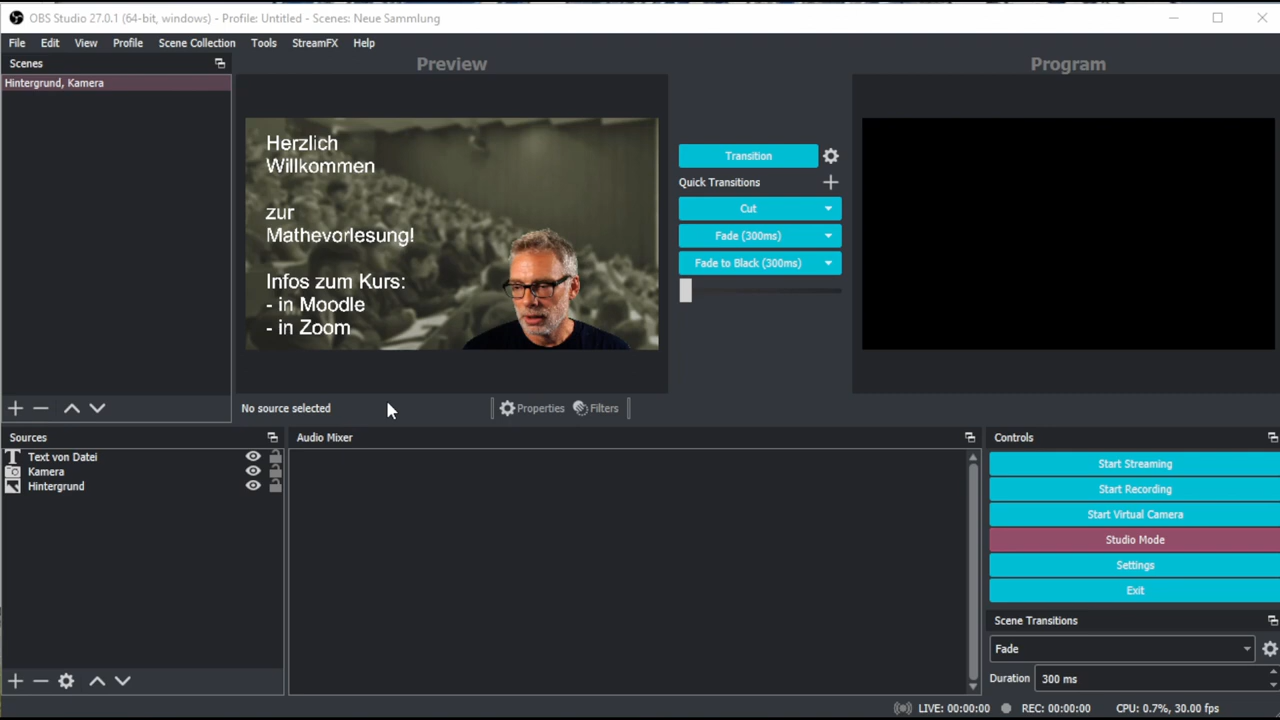 OBS Studio 27.0.1 (64-bit, windows) - Profile: Untitled - Scenes: Neue Sammlung
File Edit View Profile Scene Collection Tools StreamFX Help
Scenes
Hintergrund, Kamera
Preview
Herzlich
Willkommen
zur
Mathevorlesung!
Infos zum Kurs:
- in Moodle
- in Zoom
Transition
Quick Transitions
Cut
Fade (300ms)
Fade to Black (300ms)
Program
No source selected
Properties Filters
Sources
Text von Datei
Kamera
Hintergrund
Audio Mixer
Controls
Start Streaming
Start Recording
Start Virtual Camera
Studio Mode
Settings
Exit
Scene Transitions
Fade
Duration 300 ms
LIVE: 00:00:00 REC: 00:00:00 CPU: 0.7%, 30.00 fps